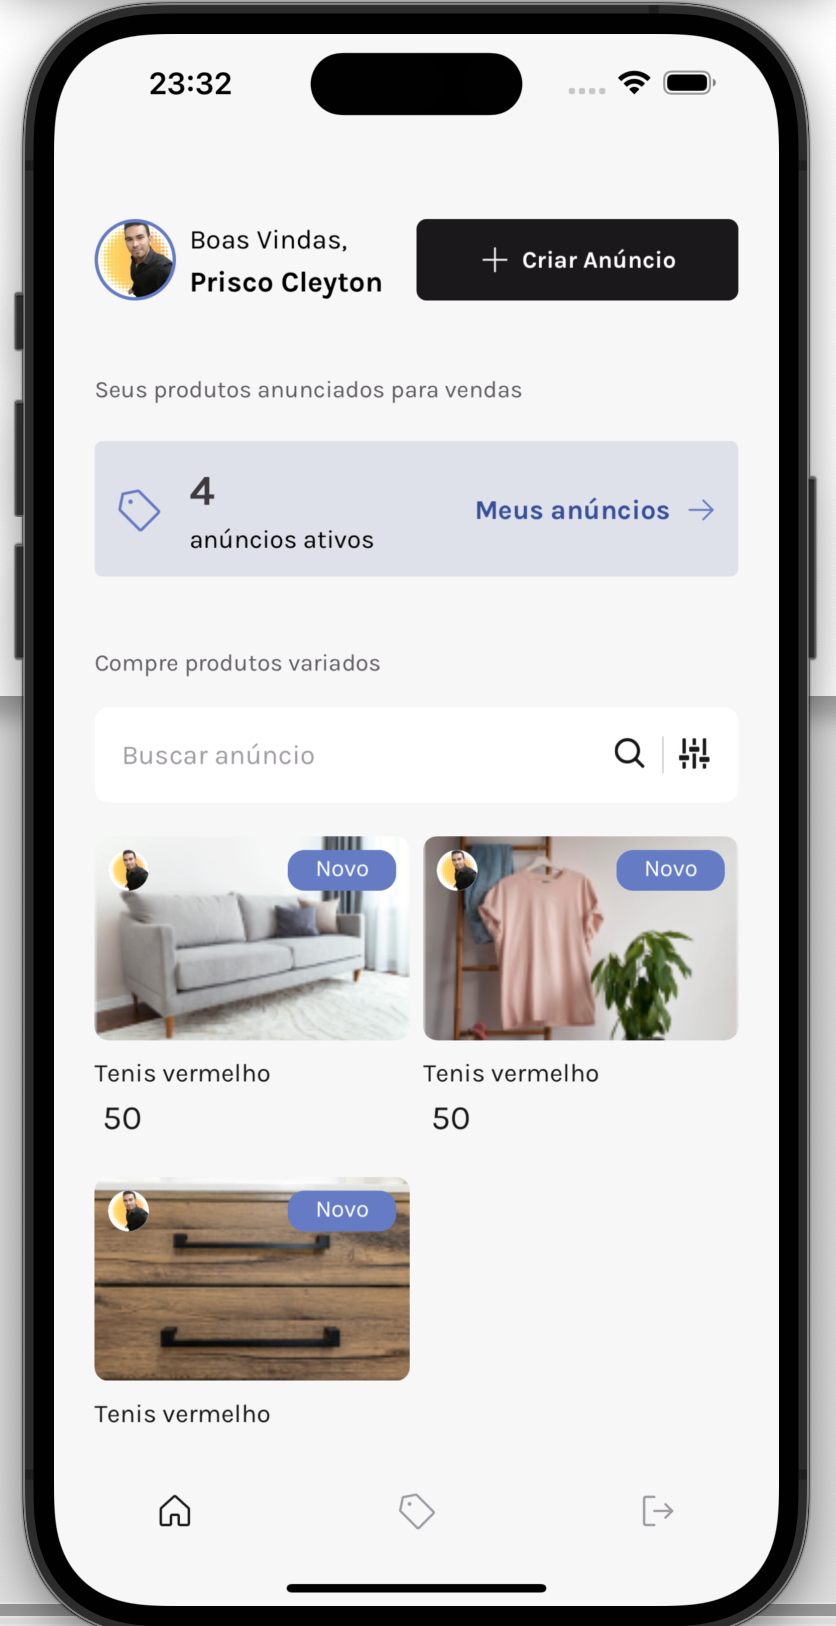 23:32
Boas Vindas,
Prisco Cleyton
Criar Anúncio
Seus produtos anunciados para vendas
4
anúncios ativos
Meus anúncios
Compre produtos variados
Buscar anúncio
Novo
Novo
Tenis vermelho
Tenis vermelho
50
50
Novo
Tenis vermelho